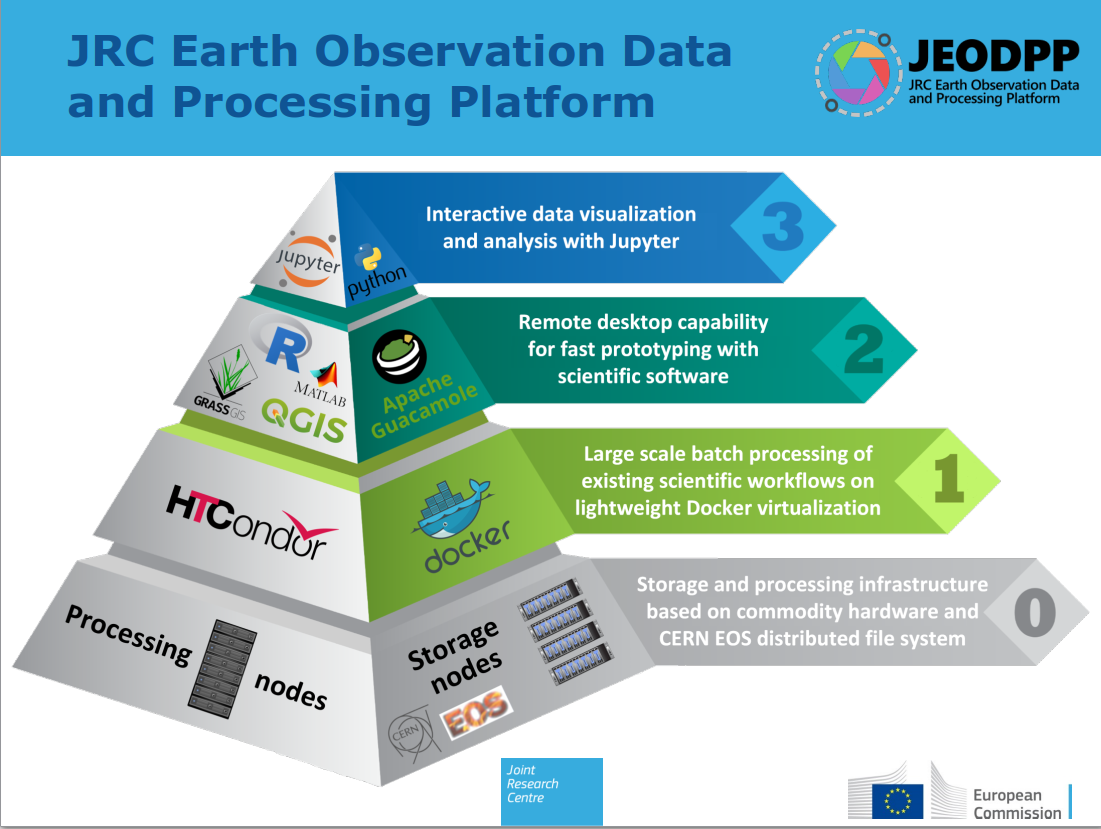 JRC Earth Observation Data
and Processing Platform
JEODPP
JRC Earth Observation Data
and Processing Platform
Interactive data visualization
and analysis with Jupyter
3
jupyter
python
Remote desktop capability
for fast prototyping with
scientific software
2
R
MATLAB
GRASS GIS
QGIS
Apache
Guacamole
Large scale batch processing of
existing scientific workflows on
lightweight Docker virtualization
1
HTCondor
docker
Storage and processing infrastructure
based on commodity hardware and
CERN EOS distributed file system
0
Processing
nodes
Storage
nodes
CERN
EOS
Joint
Research
Centre
European
Commission